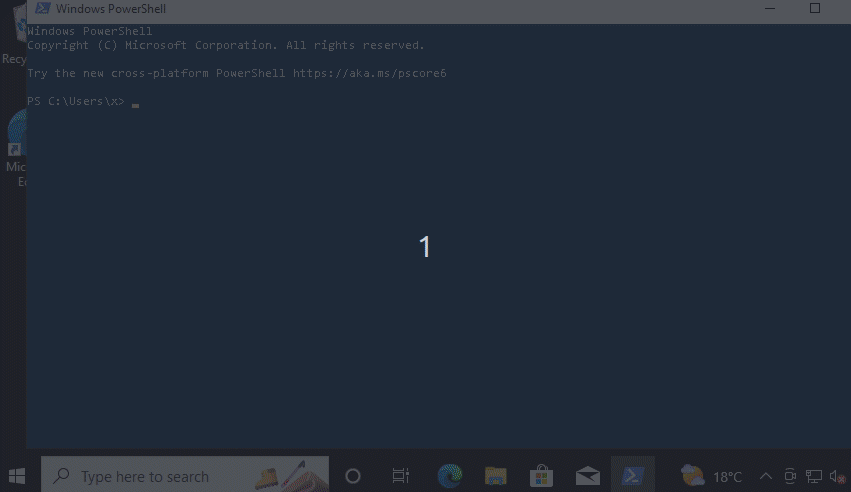 Windows PowerShell
Windows PowerShell
Copyright (C) Microsoft Corporation. All rights reserved.
Try the new cross-platform PowerShell https://aka.ms/pscore6
PS C:\Users\x>
Recy
Mic
Ed
1
Type here to search
18°C